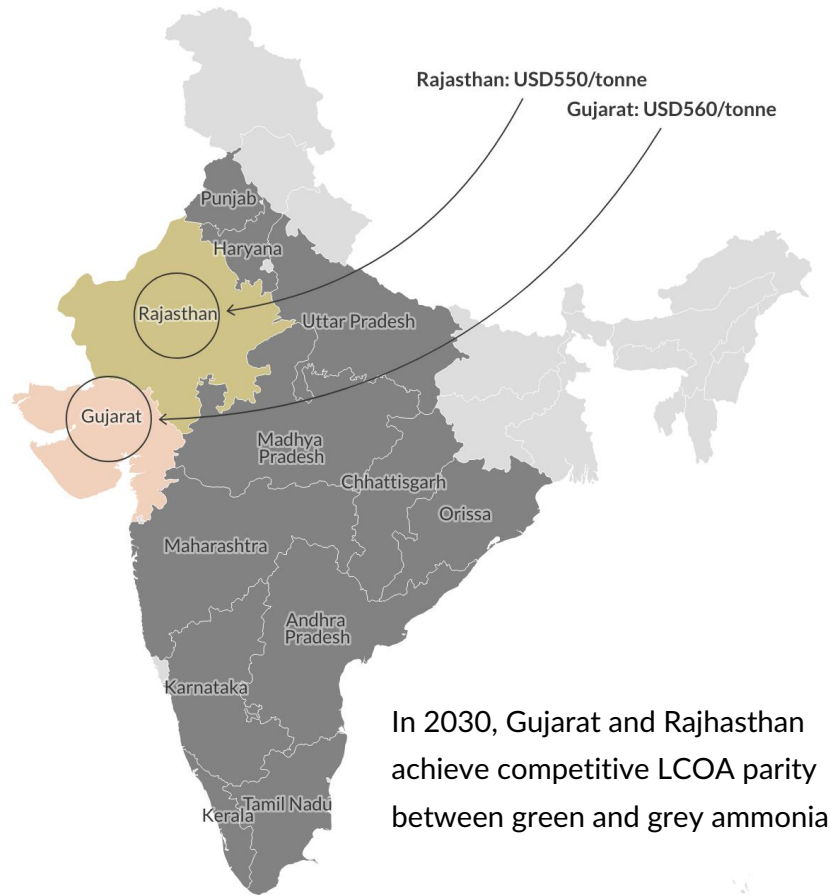 Rajasthan: USD550/tonne
Gujarat: USD560/tonne
Punjab
Haryana
Rajasthan
Uttar Pradesh
Gujarat
Madhya
Pradesh
Chhattisgarh
Orissa
Maharashtra
Andhra
Pradesh
Karnataka
In 2030, Gujarat and Rajhasthan
achieve competitive LCOA parity
between green and grey ammonia
Tamil Nadu
Kerala